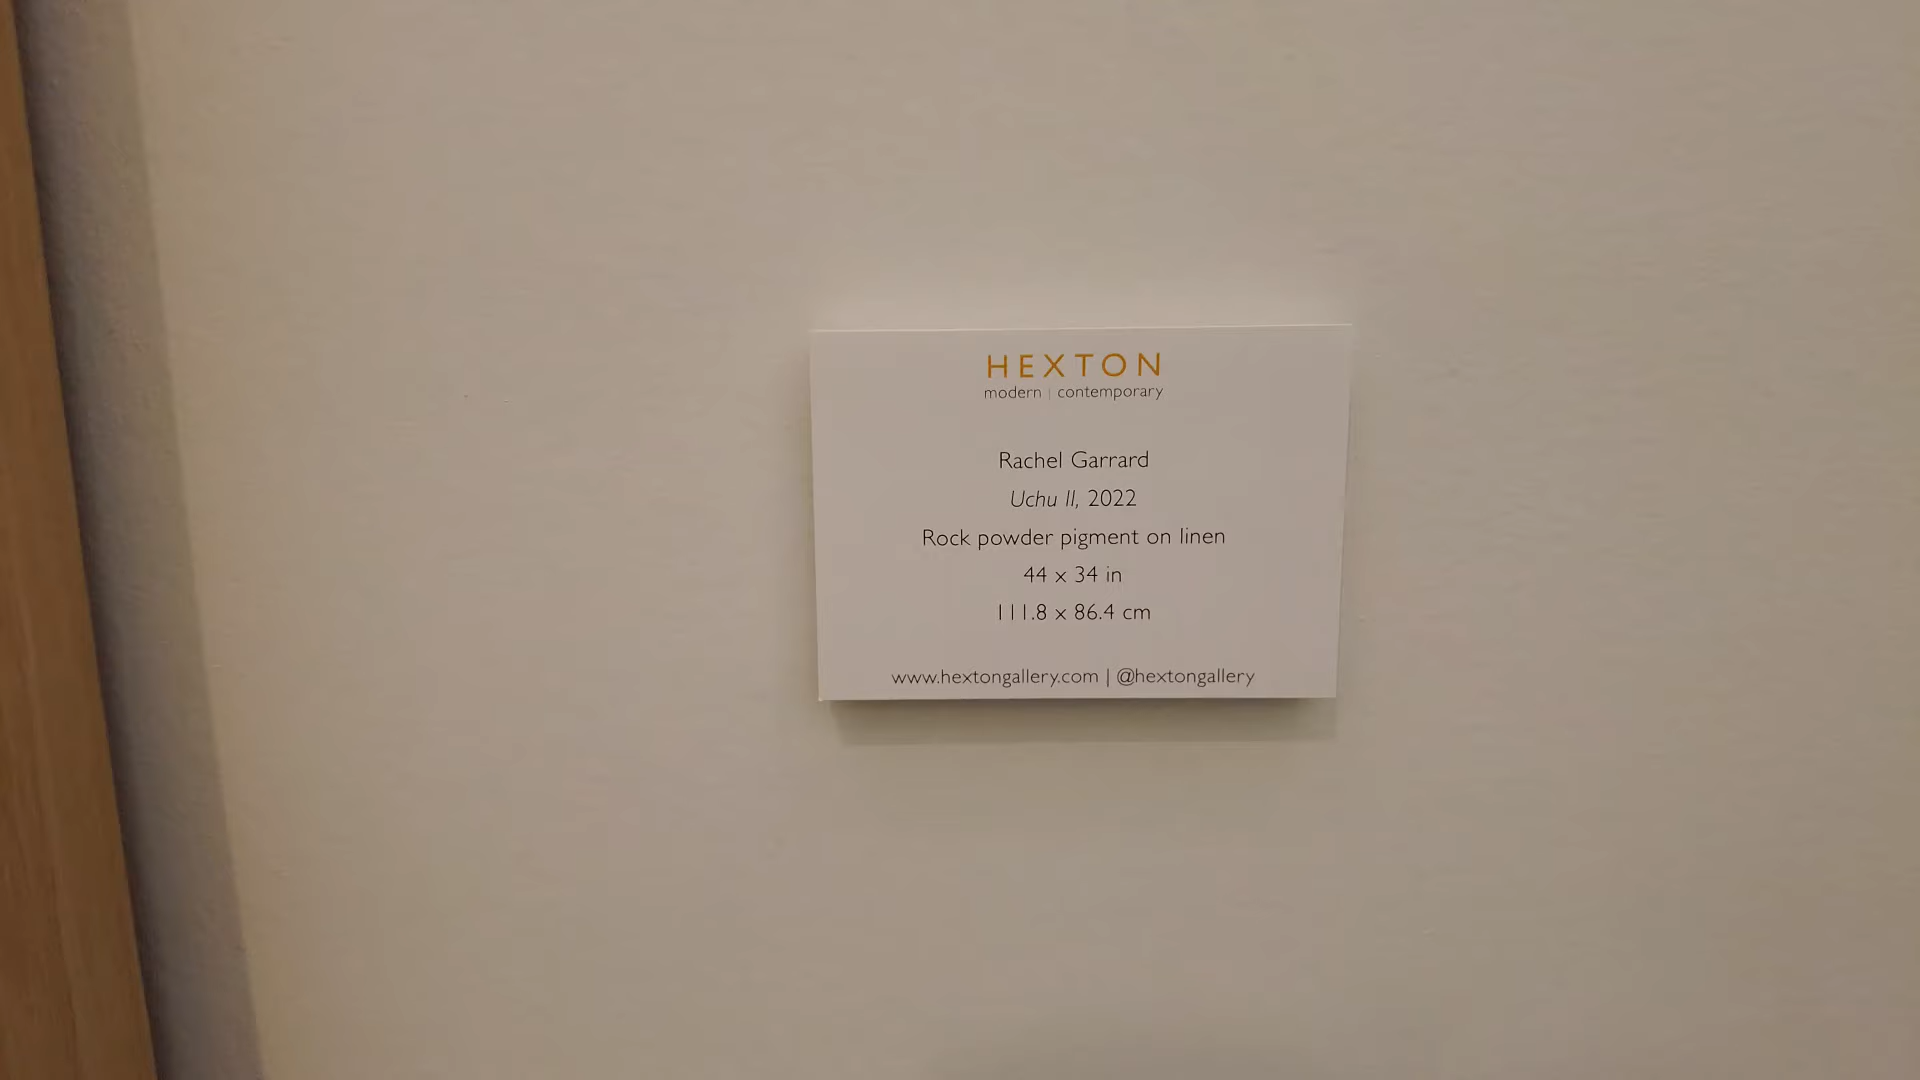 HEXTON
modern | contemporary
Rachel Garrard
Uchu II, 2022
Rock powder pigment on linen
44 x 34 in
111.8 x 86.4 cm
www.hextongallery.com | @hextongallery